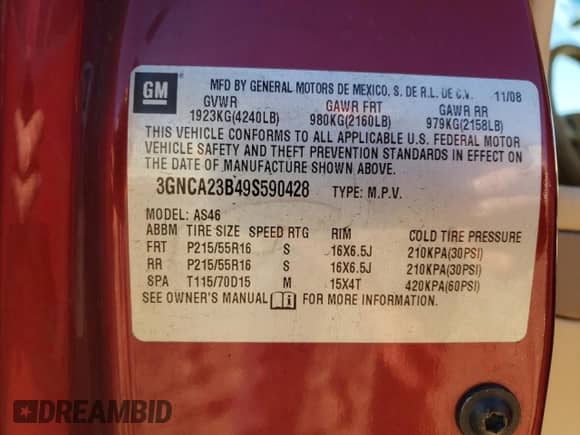 GM
MFD BY GENERAL MOTORS DE MEXICO, S. DE R.L. DE C.V. 11/08
GVWR GAWR FRT GAWR RR
1923KG(4240LB) 980KG(2160LB) 979KG(2158LB)
THIS VEHICLE CONFORMS TO ALL APPLICABLE U.S. FEDERAL MOTOR
VEHICLE SAFETY AND THEFT PREVENTION STANDARDS IN EFFECT ON
THE DATE OF MANUFACTURE SHOWN ABOVE.
3GNCA23B49S590428 TYPE: M.P.V.
MODEL: AS46
ABBM TIRE SIZE SPEED RTG RIM COLD TIRE PRESSURE
FRT P215/55R16 S 16X6.5J 210KPA(30PSI)
RR P215/55R16 S 16X6.5J 210KPA(30PSI)
SPA T115/70D15 M 15X4T 420KPA(60PSI)
SEE OWNER'S MANUAL i FOR MORE INFORMATION.
DREAMBID